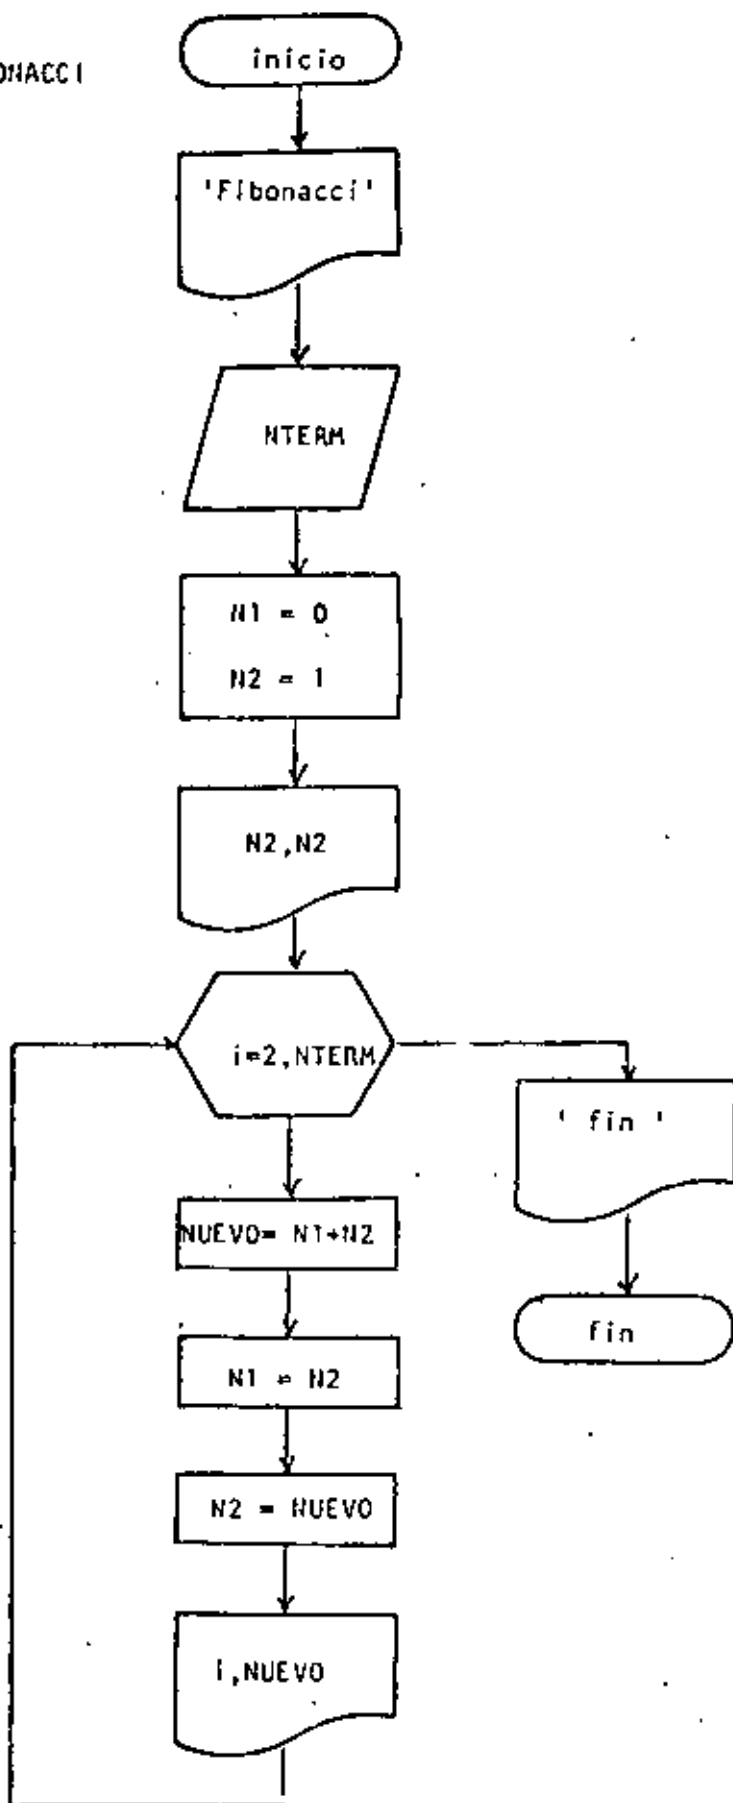 inicio
ONACCI
'Fibonacci'
NTERM
N1 = 0
N2 = 1
N2,N2
i=2,NTERM
' fin '
NUEVO= N1+N2
fin
N1 = N2
N2 = NUEVO
i,NUEVO